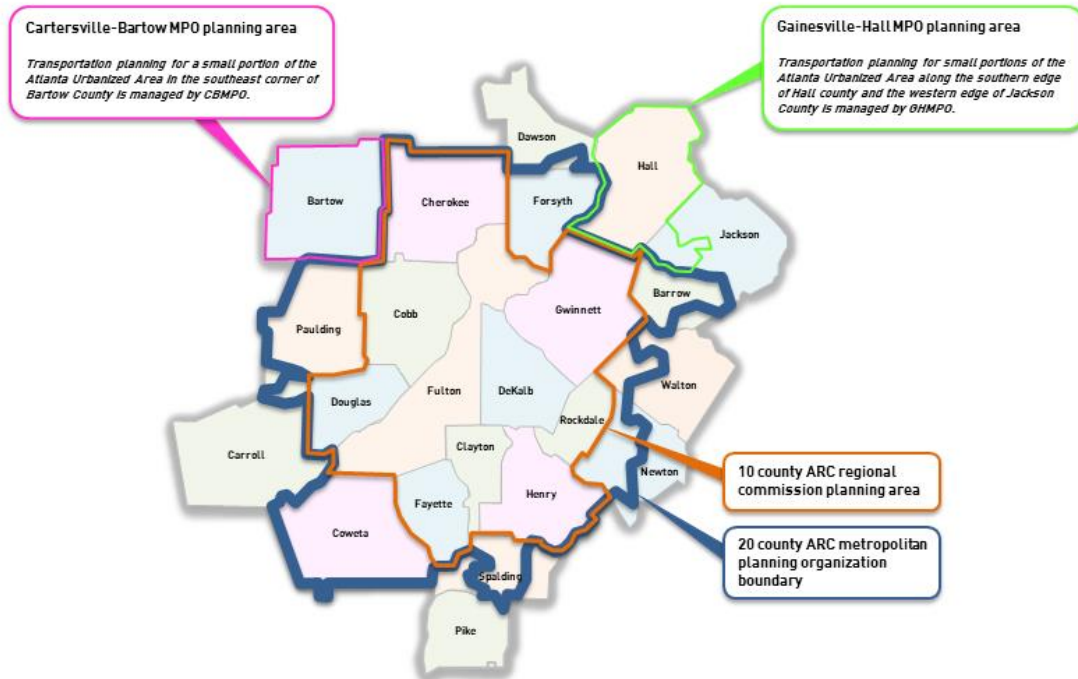 Cartersville-Bartow MPO planning area
Transportation planning for a small portion of the
Atlanta Urbanized Area in the southeast corner of
Bartow County is managed by CBMPO.
Gainesville-Hall MPO planning area
Transportation planning for small portions of the
Atlanta Urbanized Area along the southern edge
of Hall county and the western edge of Jackson
County is managed by GHMPO.
Dawson
Hall
Bartow
Cherokee
Forsyth
Jackson
Barrow
Gwinnett
Cobb
Paulding
Walton
Fulton
DeKalb
Douglas
Rockdale
Clayton
Carroll
Newton
Henry
Fayette
Coweta
Spalding
Pike
10 county ARC regional
commission planning area
20 county ARC metropolitan
planning organization
boundary